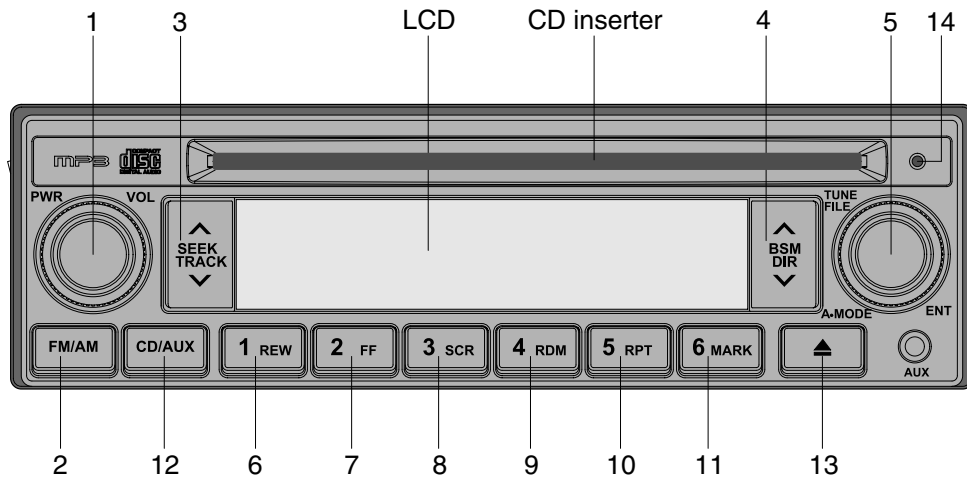 1 3 LCD CD inserter 4 5 14
MP3 COMPACT
disc
DIGITAL AUDIO
PWR VOL
TUNE
FILE
SEEK
TRACK
BSM
DIR
A-MODE ENT
FM/AM CD/AUX 1 REW 2 FF 3 SCR 4 RDM 5 RPT 6 MARK
AUX
2 12 6 7 8 9 10 11 13